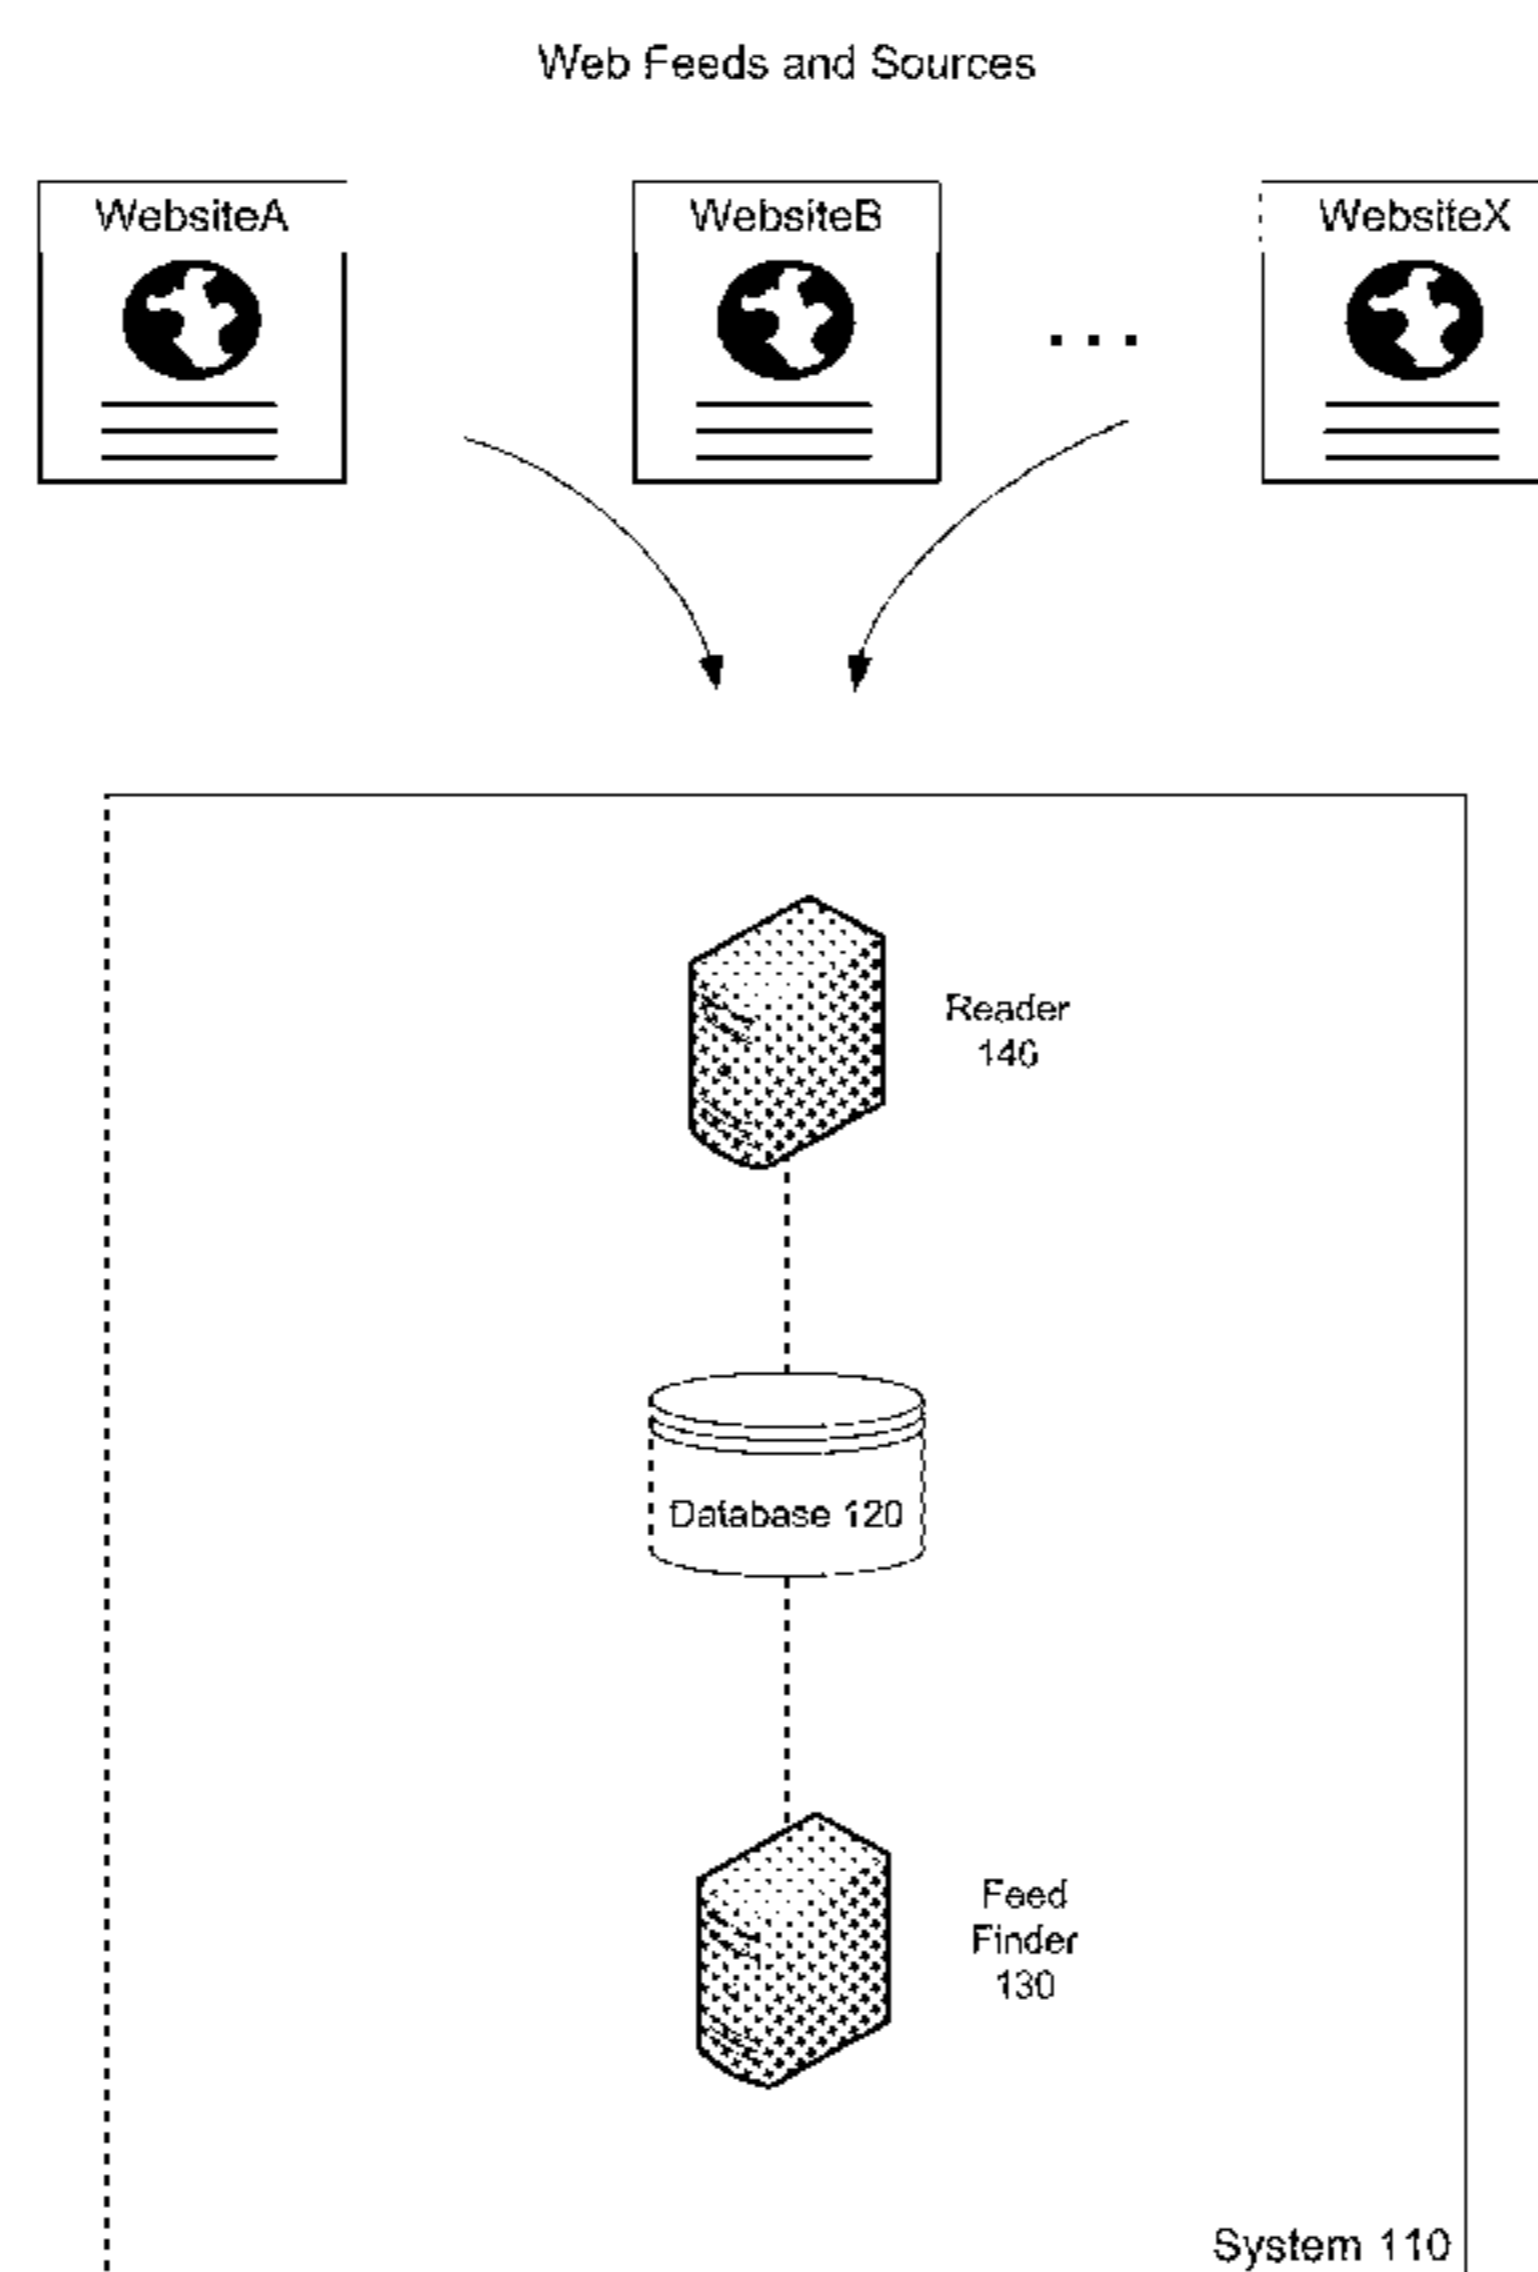 Web Feeds and Sources
WebsiteA
WebsiteB
...
WebsiteX
Reader
140
Database 120
Feed
Finder
130
System 110